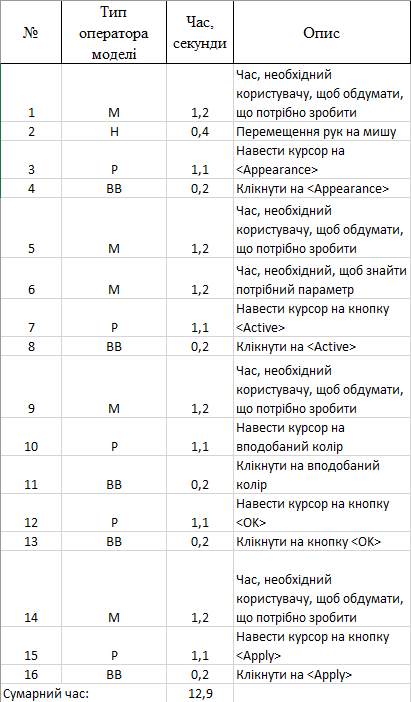 № Тип оператора моделі Час, секунди Опис
1 М 1,2 Час, необхідний
користувачу, щоб обдумати,
що потрібно зробити
2 Н 0,4 Перемещення рук на мишу
3 Р 1,1 Навести курсор на
<Appearance>
4 ВВ 0,2 Клікнути на <Appearance>
5 М 1,2 Час, необхідний
користувачу, щоб обдумати,
що потрібно зробити
6 М 1,2 Час, необхідний, щоб знайти
потрібний параметр
7 Р 1,1 Навести курсор на кнопку
<Active>
8 ВВ 0,2 Клікнути на <Active>
9 М 1,2 Час, необхідний
користувачу, щоб обдумати,
що потрібно зробити
10 Р 1,1 Навести курсор на
вподобаний колір
11 ВВ 0,2 Клікнути на вподобаний
колір
12 Р 1,1 Навести курсор на кнопку
<OK>
13 ВВ 0,2 Клікнути на кнопку <OK>
14 М 1,2 Час, необхідний
користувачу, щоб обдумати,
що потрібно зробити
15 Р 1,1 Навести курсор на кнопку
<Apply>
16 ВВ 0,2 Клікнути на <Apply>
Сумарний час: 12,9